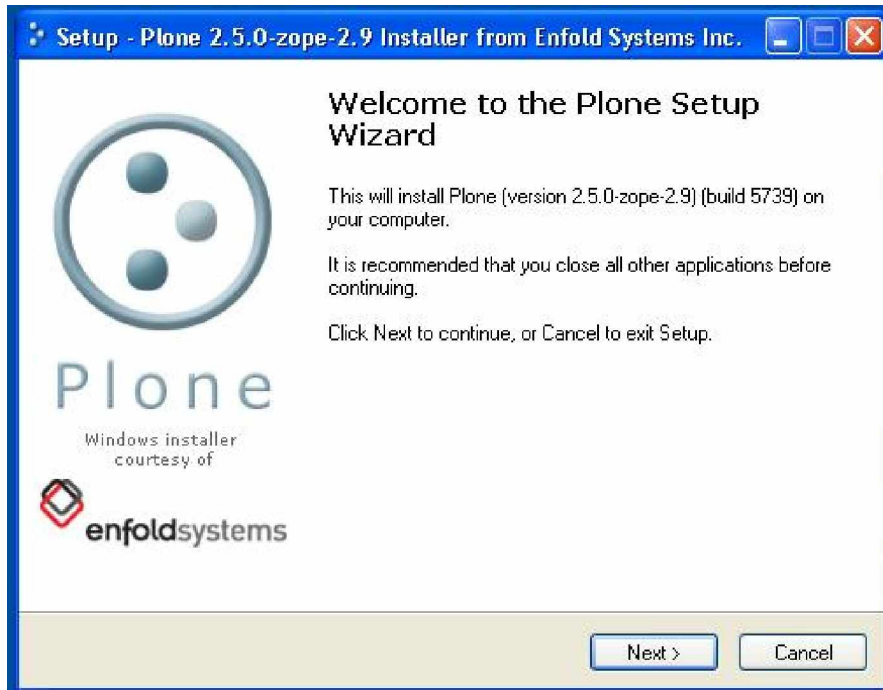 Setup - Plone 2.5.0-zope-2.9 Installer from Enfold Systems Inc.
Welcome to the Plone Setup
Wizard
This will install Plone (version 2.5.0-zope-2.9) (build 5739) on
your computer.
It is recommended that you close all other applications before
continuing.
Click Next to continue, or Cancel to exit Setup.
Plone
Windows installer
courtesy of
enfoldsystems
Next >
Cancel